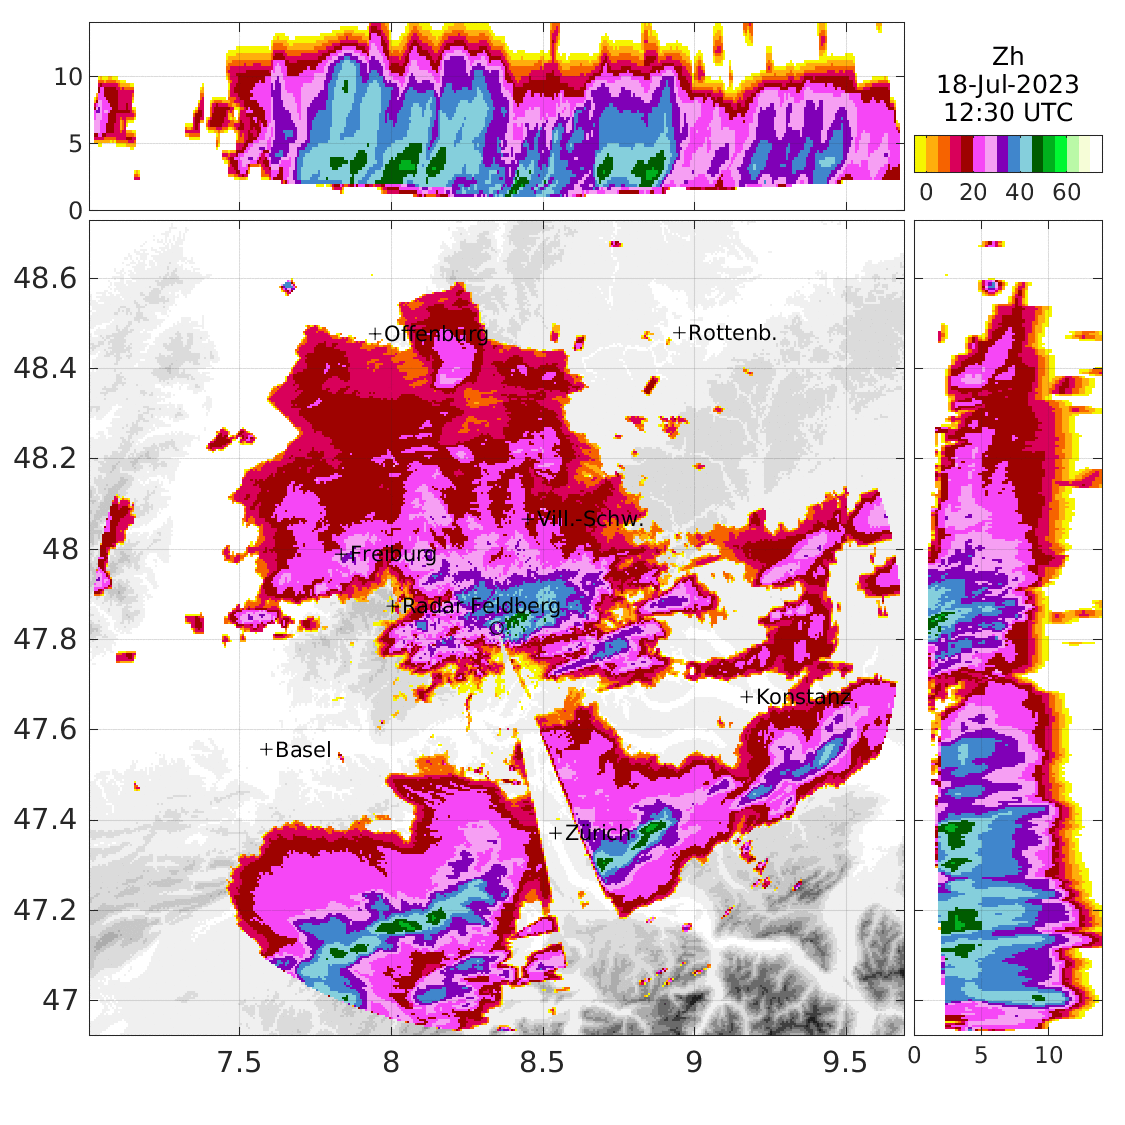 10
5
0
Zh
18-Jul-2023
12:30 UTC
0 20 40 60
48.6
48.4
48.2
48
47.8
47.6
47.4
47.2
47
+Offenburg
+Rottenb.
+Vill.-Schw.
+Freiburg
+Radar Feldberg
+Konstanz
+Basel
+Zürich
7.5 8 8.5 9 9.5
0 5 10